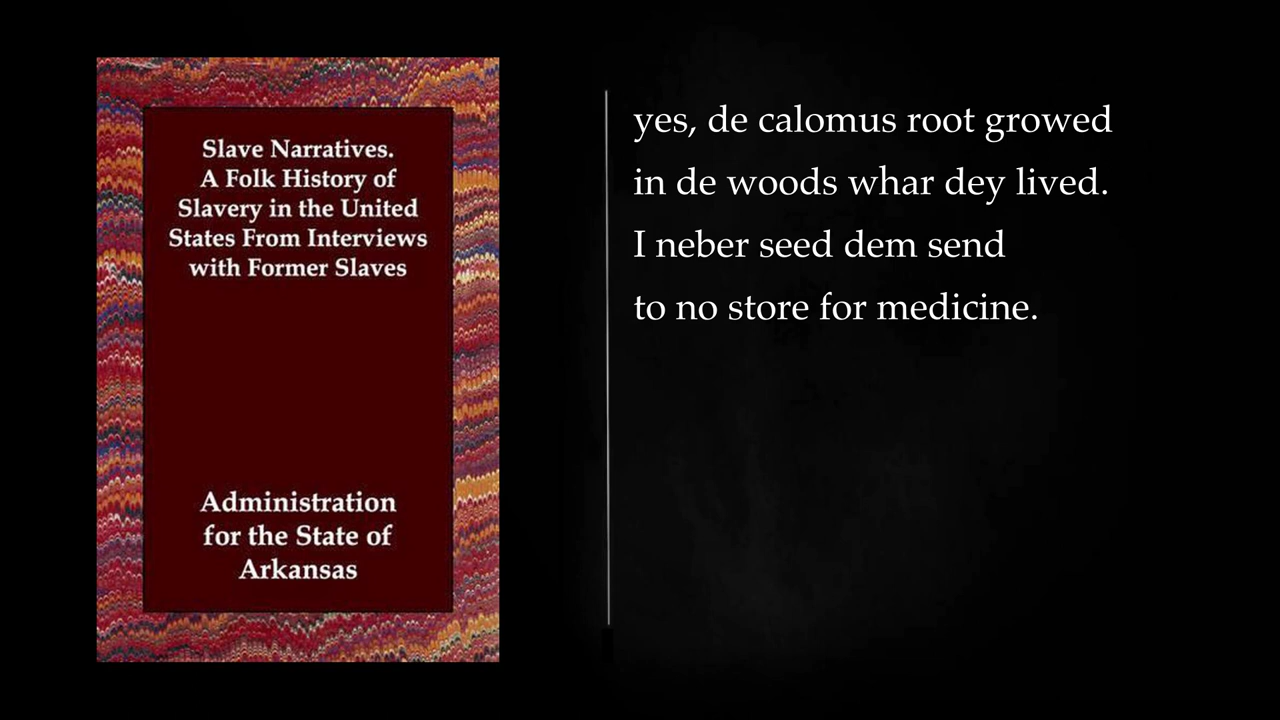 Slave Narratives.
A Folk History of
Slavery in the United
States From Interviews
with Former Slaves
Administration
for the State of
Arkansas
yes, de calomus root growed
in de woods whar dey lived.
I neber seed dem send
to no store for medicine.